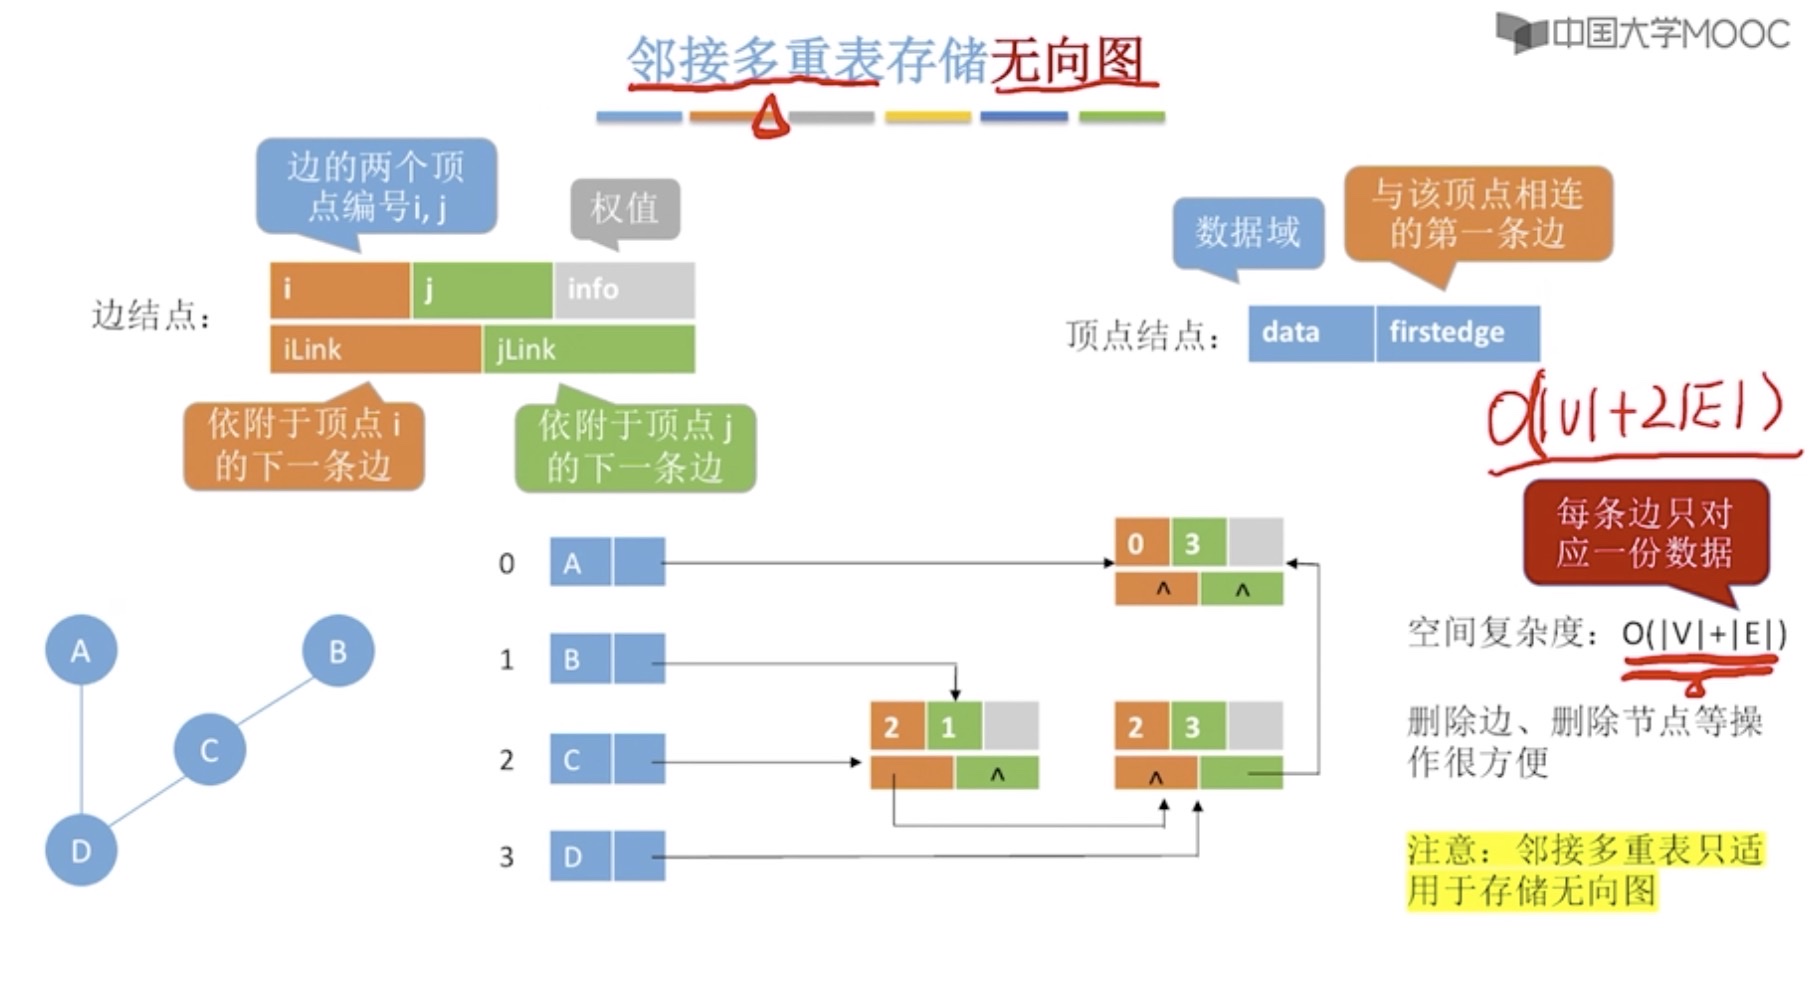 中国大学MOOC
邻接多重表存储无向图
边的两个顶
点编号i, j
权值
数据域
与该顶点相连
的第一条边
边结点：
i
j
info
iLink
jLink
顶点结点：
data
firstedge
依附于顶点 i
的下一条边
依附于顶点 j
的下一条边
O(|V|+2|E|)
每条边只对
应一份数据
0
A
0
3
^
^
空间复杂度：O(|V|+|E|)
A
B
1
B
2
1
2
3
删除边、删除节点等操
作很方便
C
2
C
^
^
D
3
D
注意：邻接多重表只适
用于存储无向图